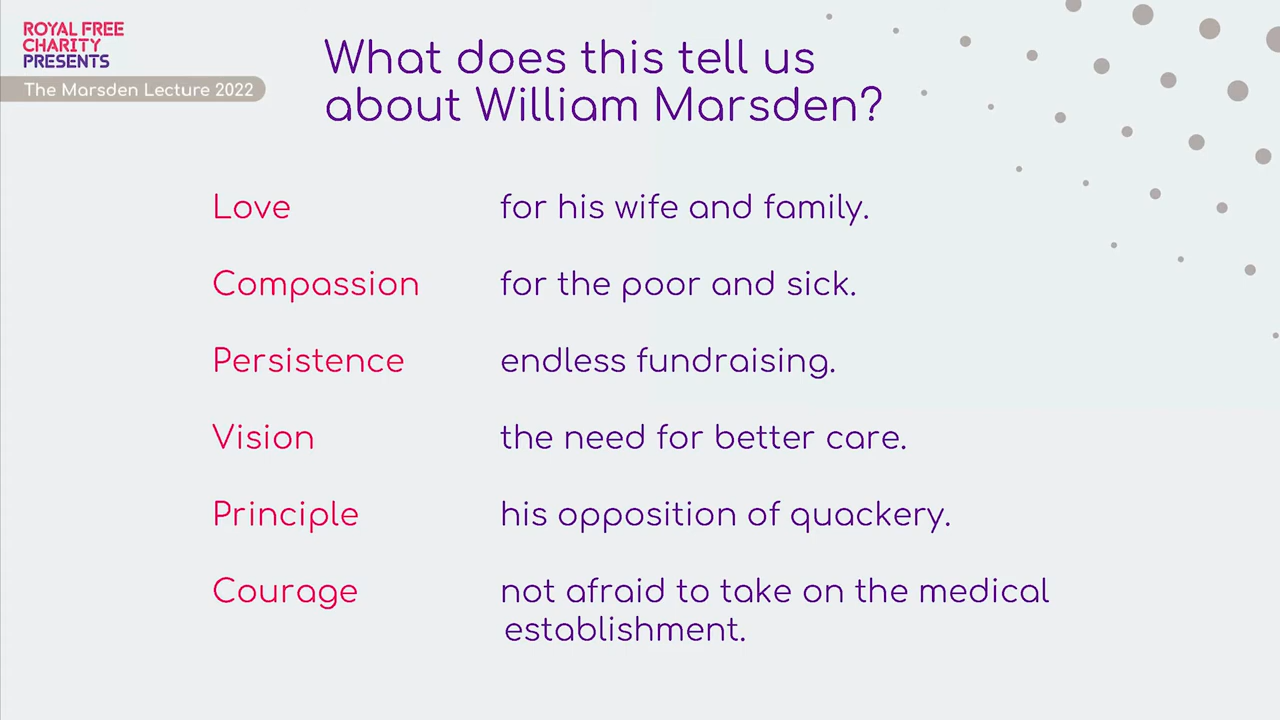 ROYAL FREE
CHARITY
PRESENTS
The Marsden Lecture 2022
What does this tell us
about William Marsden?
Love for his wife and family.
Compassion for the poor and sick.
Persistence endless fundraising.
Vision the need for better care.
Principle his opposition of quackery.
Courage not afraid to take on the medical
establishment.